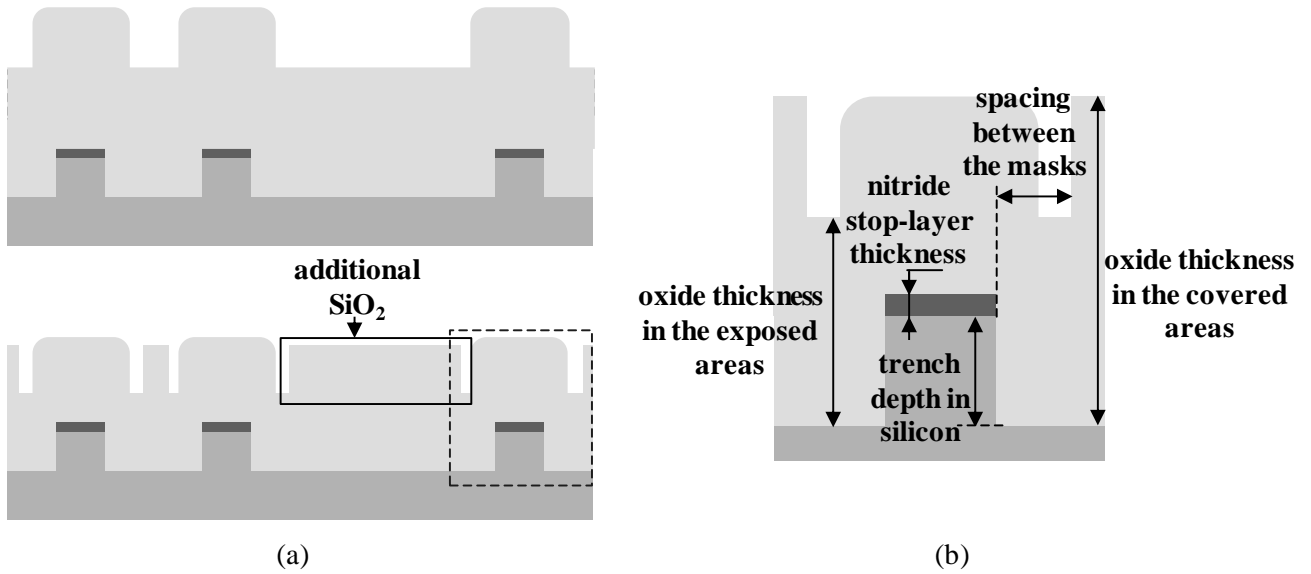 additional
SiO2
(a)
spacing
between
the masks
nitride
stop-layer
thickness
oxide thickness
in the exposed
areas
trench
depth in
silicon
oxide thickness
in the covered
areas
(b)